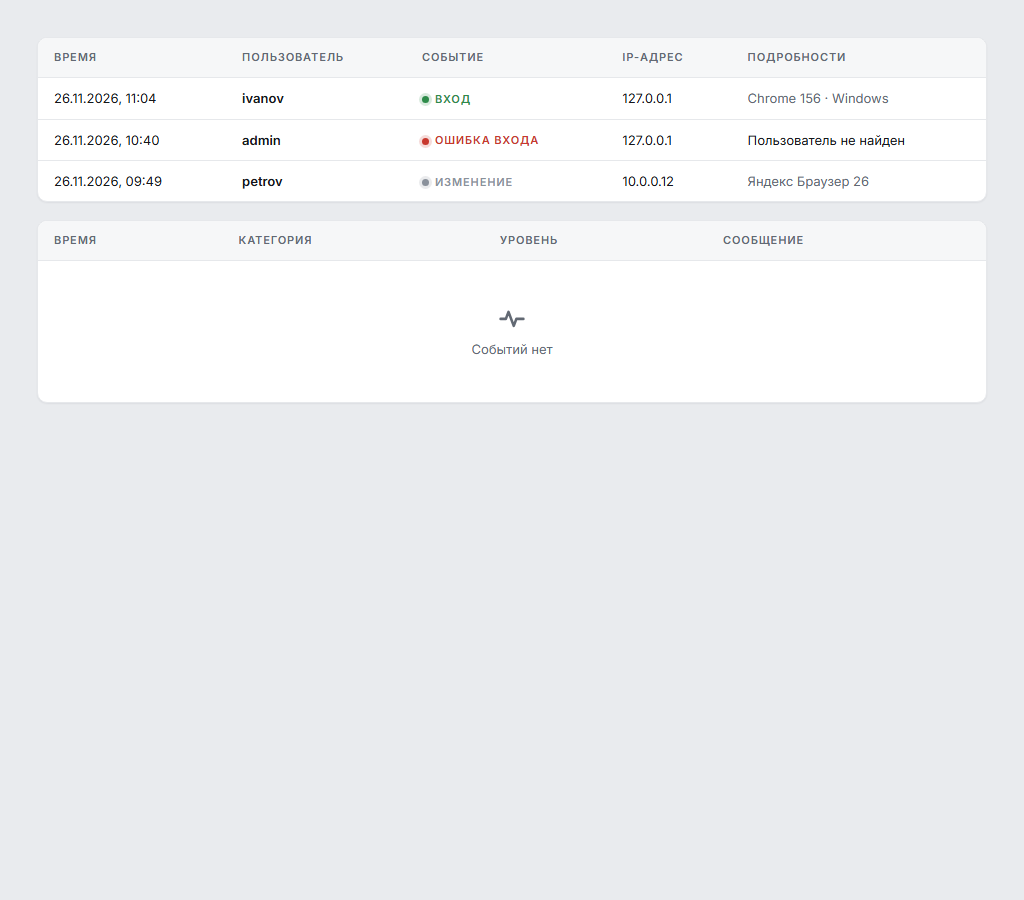 ВРЕМЯ ПОЛЬЗОВАТЕЛЬ СОБЫТИЕ IP-АДРЕС ПОДРОБНОСТИ
26.11.2026, 11:04 ivanov ВХОД 127.0.0.1 Chrome 156 · Windows
26.11.2026, 10:40 admin ОШИБКА ВХОДА 127.0.0.1 Пользователь не найден
26.11.2026, 09:49 petrov ИЗМЕНЕНИЕ 10.0.0.12 Яндекс Браузер 26
ВРЕМЯ КАТЕГОРИЯ УРОВЕНЬ СООБЩЕНИЕ
Событий нет